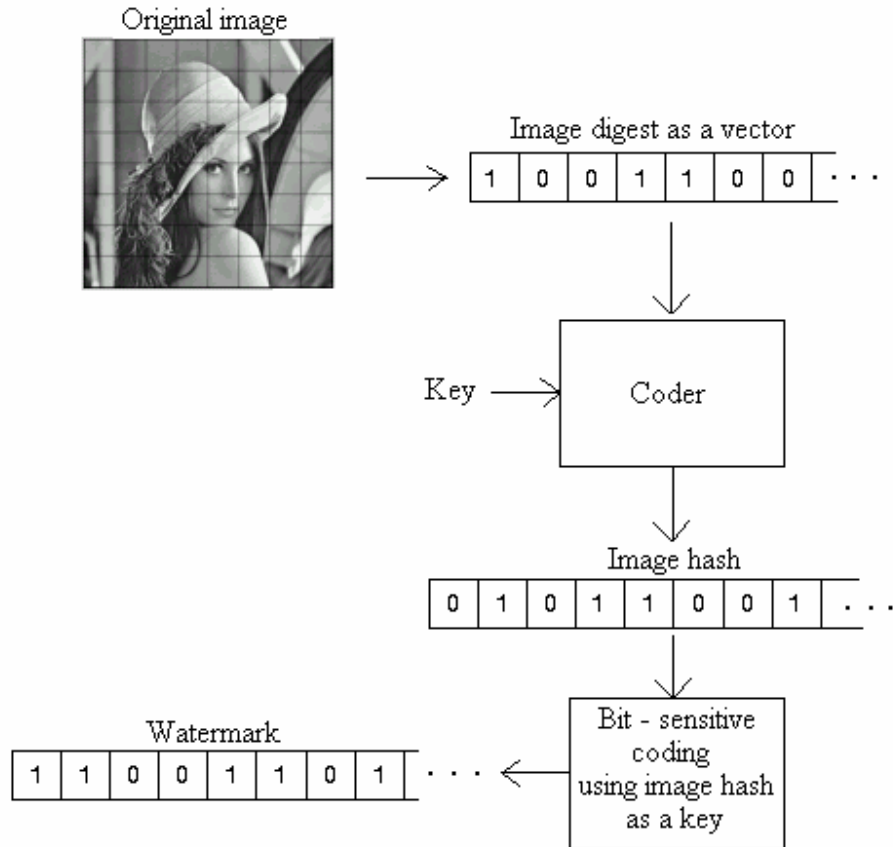 Original image
Image digest as a vector
1 0 0 1 1 0 0 . . .
Key
Coder
Image hash
0 1 0 1 1 0 0 1 . . .
Bit - sensitive
coding
using image hash
as a key
Watermark
1 1 0 0 1 1 0 1 . . .